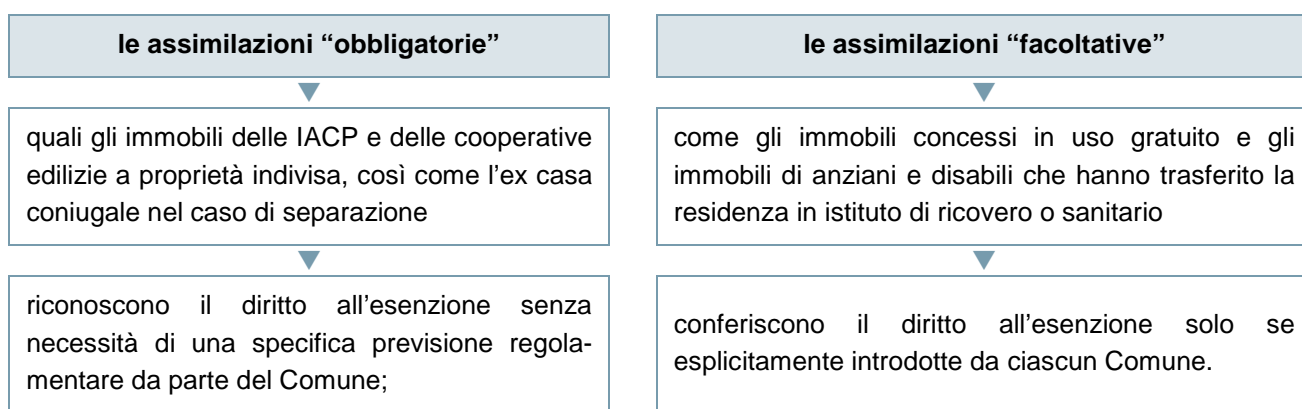 le assimilazioni “obbligatorie”
quali gli immobili delle IACP e delle cooperative
edilizie a proprietà indivisa, così come l’ex casa
coniugale nel caso di separazione
riconoscono il diritto all’esenzione senza
necessità di una specifica previsione regola-
mentare da parte del Comune;
le assimilazioni “facoltative”
come gli immobili concessi in uso gratuito e gli
immobili di anziani e disabili che hanno trasferito la
residenza in istituto di ricovero o sanitario
conferiscono il diritto all’esenzione solo se
esplicitamente introdotte da ciascun Comune.